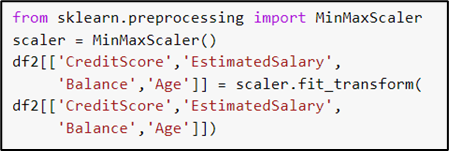 from sklearn.preprocessing import MinMaxScaler
scaler = MinMaxScaler()
df2[['CreditScore','EstimatedSalary',
     'Balance','Age']] = scaler.fit_transform(
df2[['CreditScore','EstimatedSalary',
     'Balance','Age']])